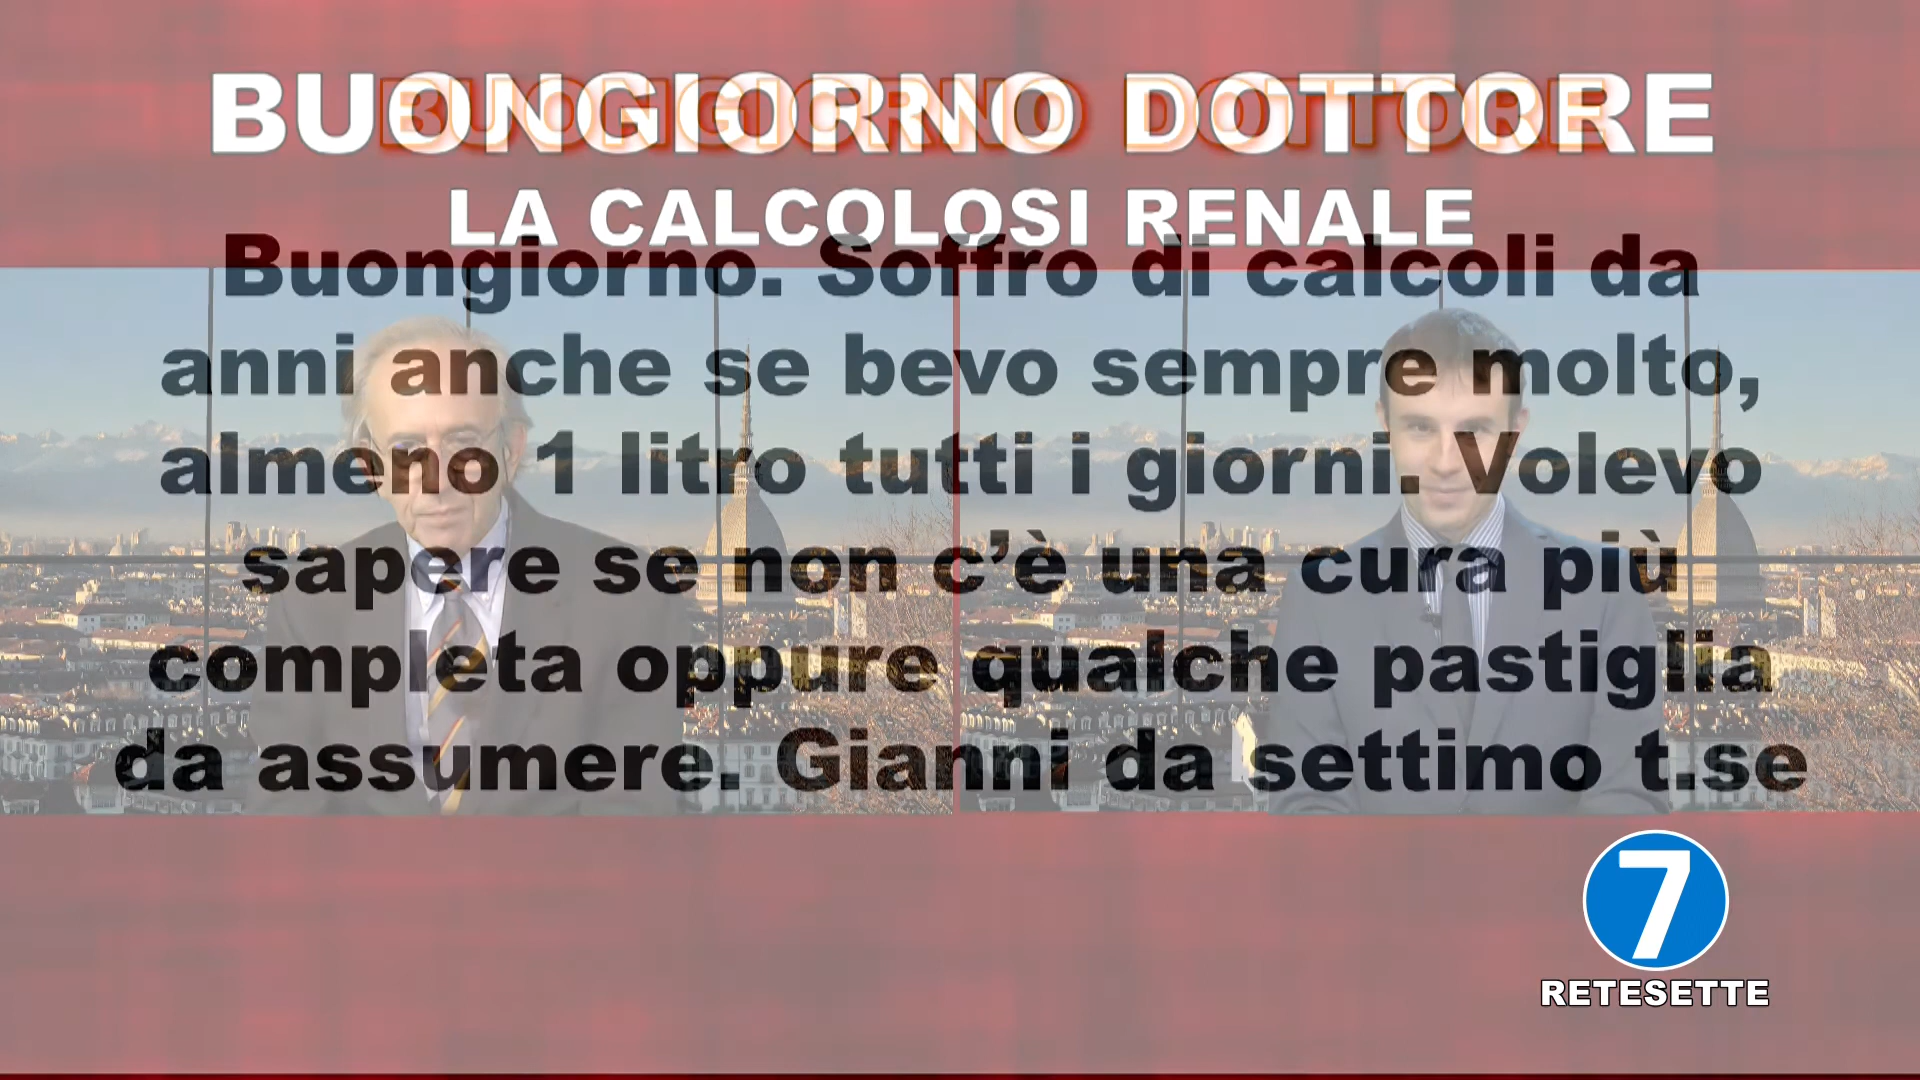 BUONGIORNO DOTTORE
BUONGIORNO DOTTORE
LA CALCOLOSI RENALE
Buongiorno. Soffro di calcoli da
anni anche se bevo sempre molto,
almeno 1 litro tutti i giorni. Volevo
sapere se non c’è una cura più
completa oppure qualche pastiglia
da assumere. Gianni da settimo t.se
7
RETESETTE